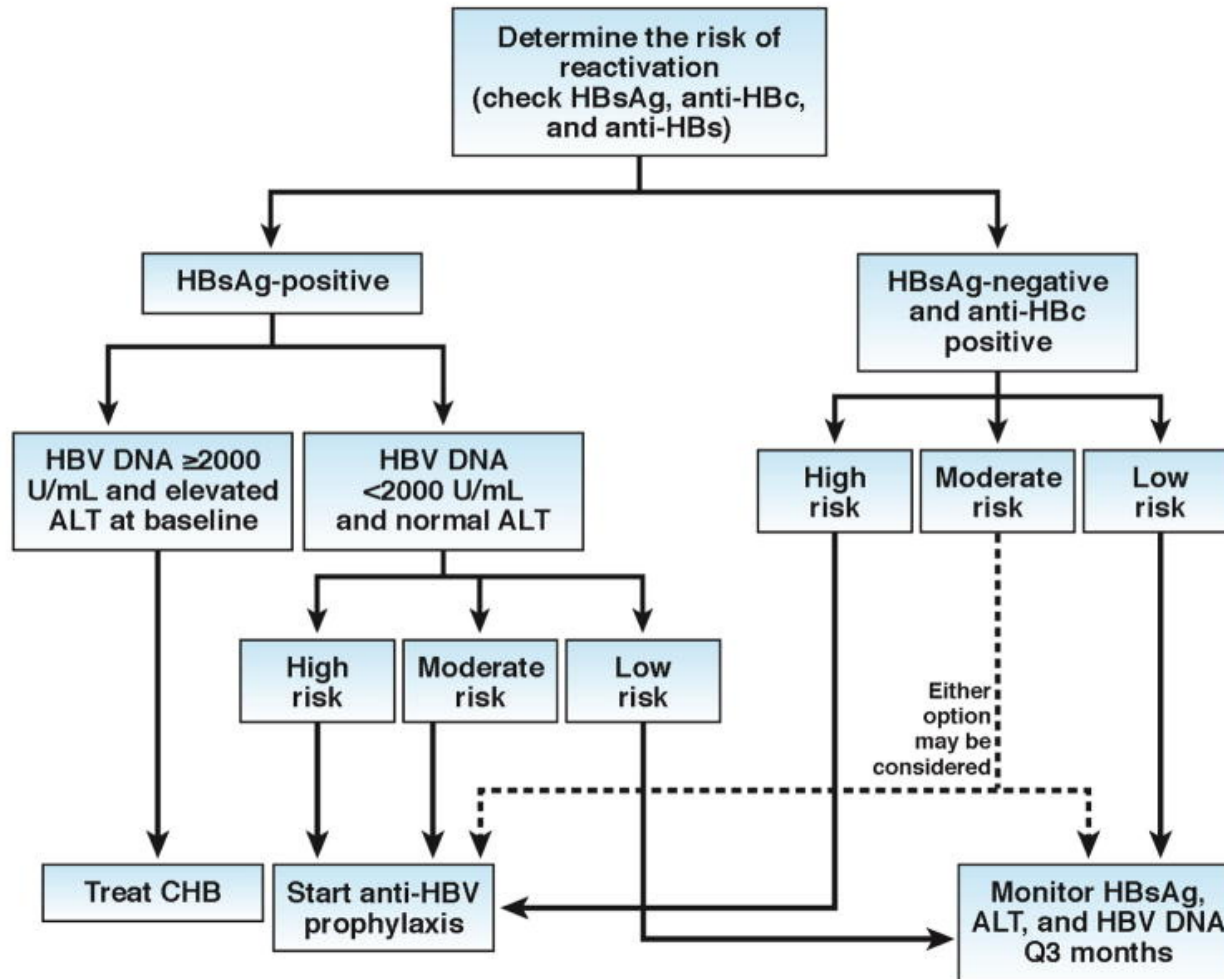 Determine the risk of
reactivation
(check HBsAg, anti-HBc,
and anti-HBs)
HBsAg-positive
HBsAg-negative
and anti-HBc
positive
HBV DNA ≥2000
U/mL and elevated
ALT at baseline
HBV DNA
<2000 U/mL
and normal ALT
High
risk
Moderate
risk
Low
risk
High
risk
Moderate
risk
Low
risk
Either
option
may be
considered
Treat CHB
Start anti-HBV
prophylaxis
Monitor HBsAg,
ALT, and HBV DNA
Q3 months